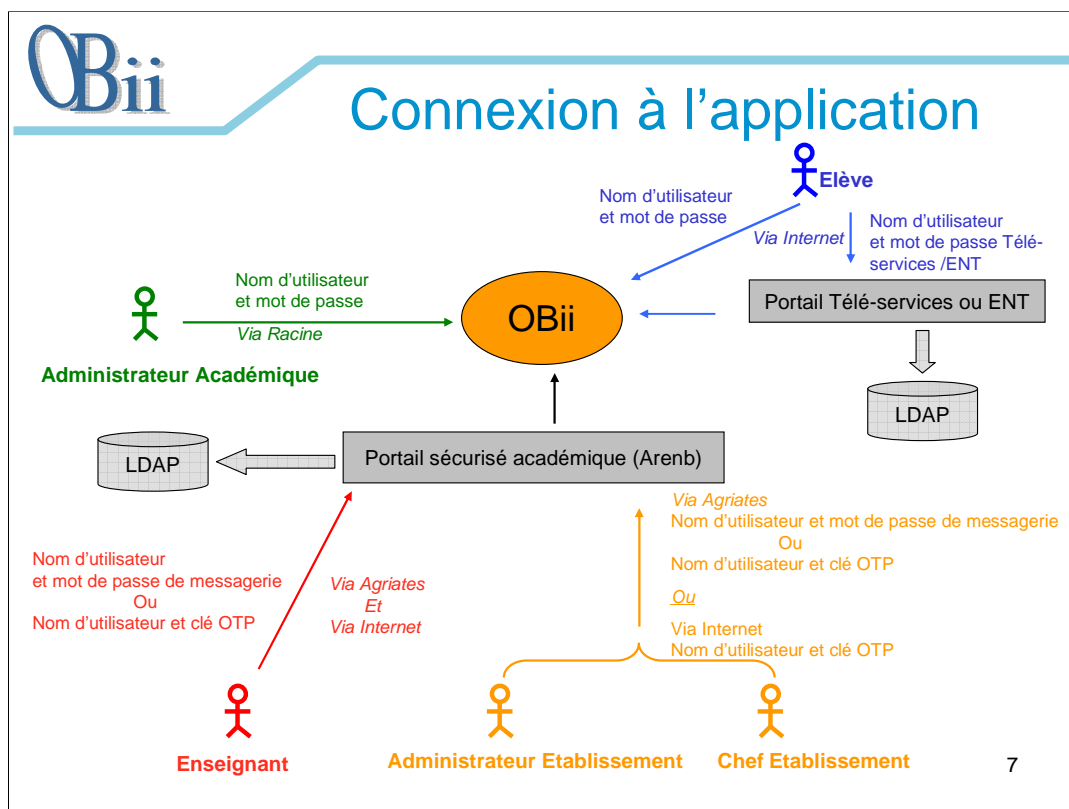 OBii
Connexion à l'application
Elève
Nom d'utilisateur
et mot de passe
Via Internet
Nom d'utilisateur
et mot de passe Télé-
services /ENT
Portail Télé-services ou ENT
LDAP
Nom d'utilisateur
et mot de passe
Via Racine
Administrateur Académique
OBii
Portail sécurisé académique (Arenb)
LDAP
Nom d'utilisateur
et mot de passe de messagerie
Ou
Nom d'utilisateur et clé OTP
Via Agriates
Et
Via Internet
Via Agriates
Nom d'utilisateur et mot de passe de messagerie
Ou
Nom d'utilisateur et clé OTP
Ou
Via Internet
Nom d'utilisateur et clé OTP
Enseignant
Administrateur Etablissement
Chef Etablissement
7